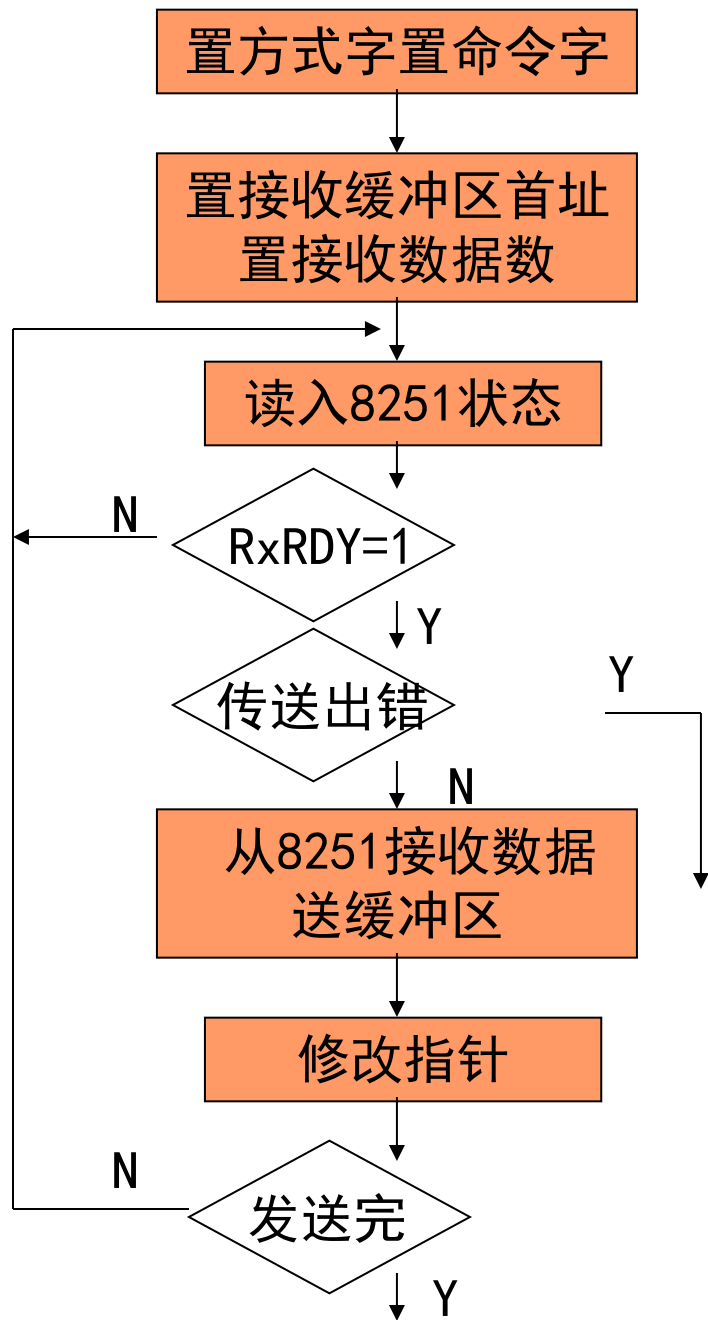 置方式字置命令字
置接收缓冲区首址
置接收数据数
读入8251状态
N
RxRDY=1
Y
传送出错
Y
N
从8251接收数据
送缓冲区
修改指针
N
发送完
Y